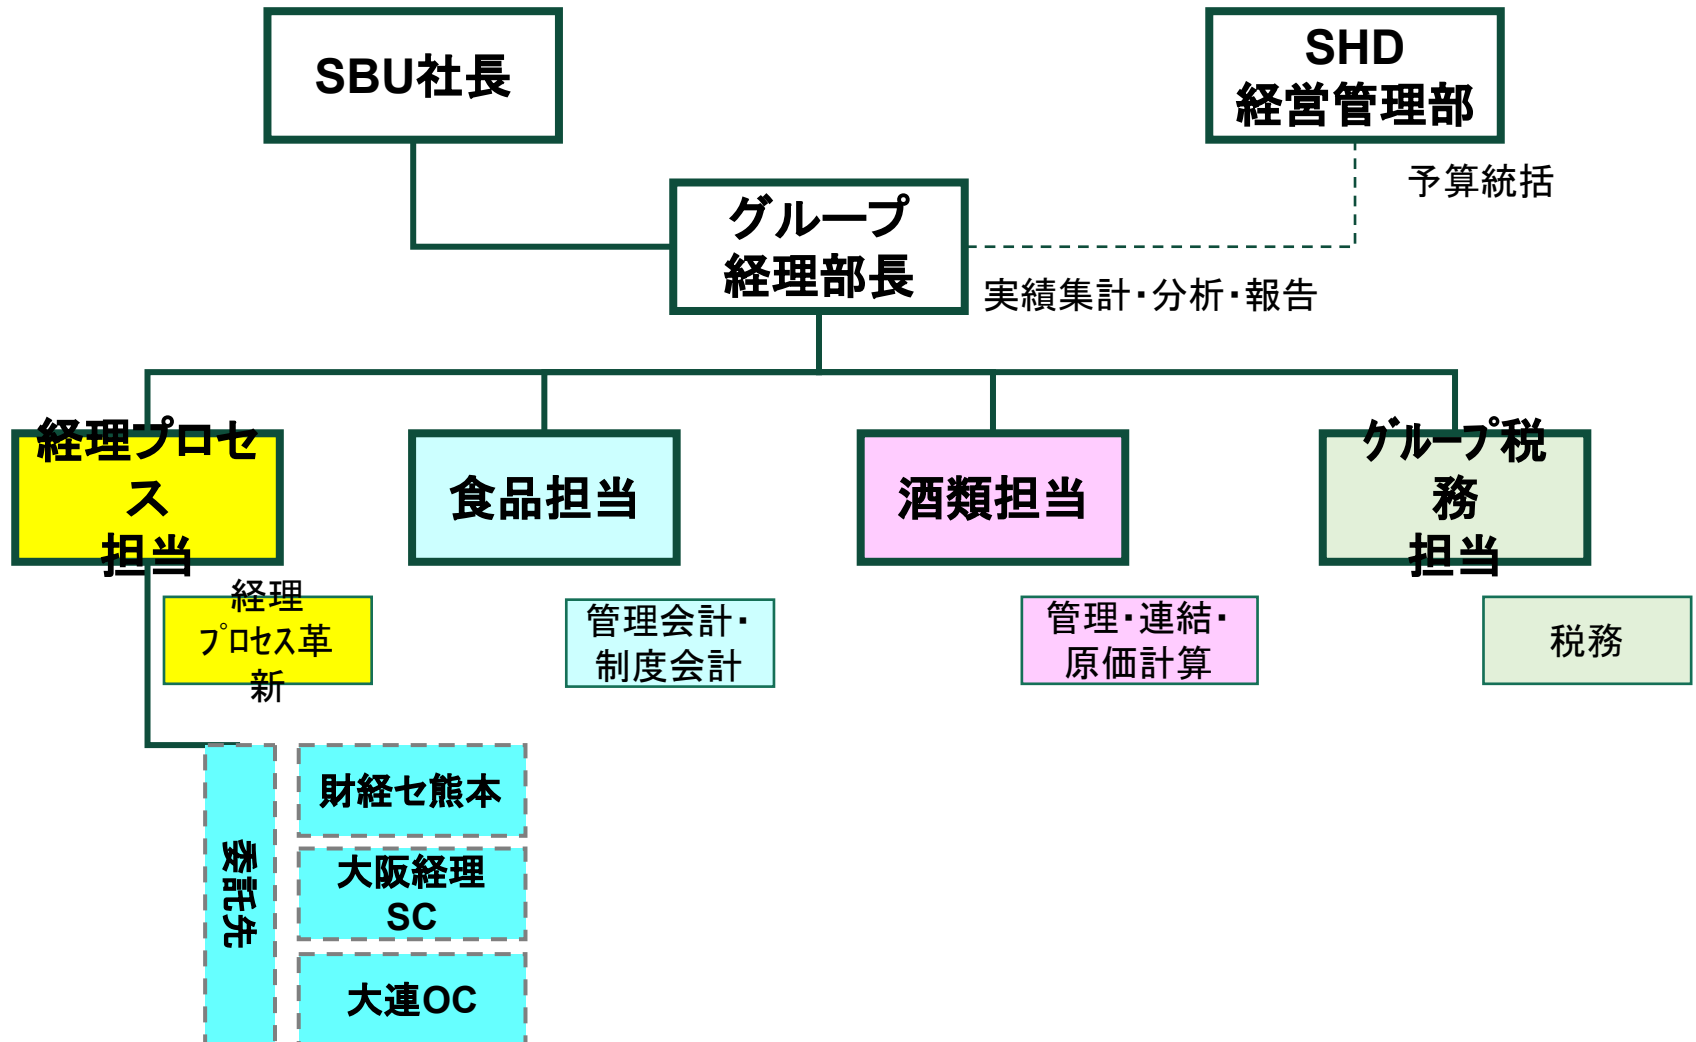 SBU社長
SHD
経営管理部
予算統括
グループ
経理部長
実績集計・分析・報告
経理プロセ
ス
担当
食品担当
酒類担当
グループ税
務
担当
経理
プロセス革
新
管理会計・
制度会計
管理・連結・
原価計算
税務
委託先
財経セ熊本
大阪経理
SC
大連OC